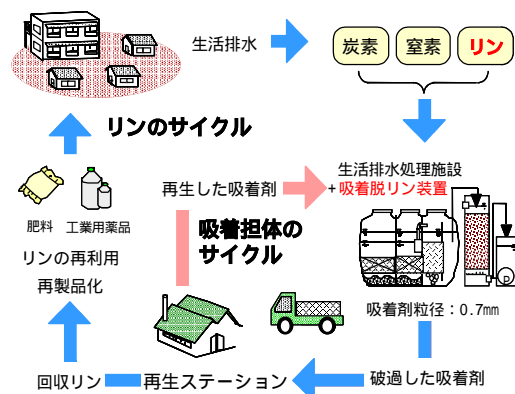 生活排水
炭素
窒素
リン
リンのサイクル
生活排水処理施設
+吸着脱リン装置
再生した吸着剤
肥料
工業用薬品
吸着担体の
サイクル
リンの再利用
再製品化
吸着剤粒径：0.7㎜
P
回収リン
再生ステーション
破過した吸着剤